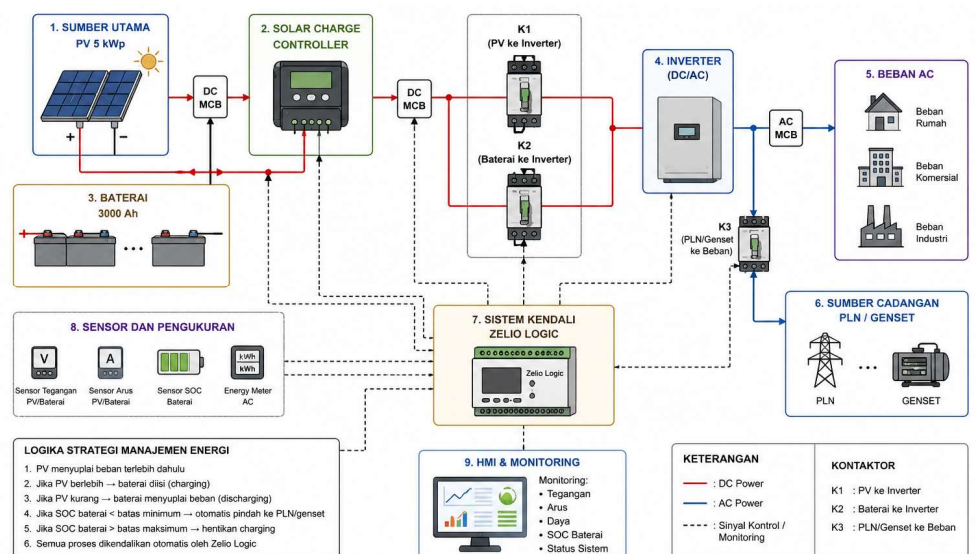 1. SUMBER UTAMA
PV 5 kWp
+
−
DC
MCB
2. SOLAR CHARGE
CONTROLLER
DC
MCB
K1
(PV ke Inverter)
K2
(Baterai ke Inverter)
4. INVERTER
(DC/AC)
AC
MCB
5. BEBAN AC
Beban
Rumah
Beban
Komersial
Beban
Industri
3. BATERAI
3000 Ah
+
K3
(PLN/Genset
ke Beban)
6. SUMBER CADANGAN
PLN / GENSET
PLN
GENSET
8. SENSOR DAN PENGUKURAN
V
A
kWh
kWh
Sensor Tegangan
PV/Baterai
Sensor Arus
PV/Baterai
Sensor SOC
Baterai
Energy Meter
AC
7. SISTEM KENDALI
ZELIO LOGIC
Zelio Logic
LOGIKA STRATEGI MANAJEMEN ENERGI
1. PV menyuplai beban terlebih dahulu
2. Jika PV berlebih → baterai diisi (charging)
3. Jika PV kurang → baterai menyuplai beban (discharging)
4. Jika SOC baterai < batas minimum → otomatis pindah ke PLN/genset
5. Jika SOC baterai > batas maksimum → hentikan charging
6. Semua proses dikendalikan otomatis oleh Zelio Logic
9. HMI & MONITORING
Monitoring:
• Tegangan
• Arus
• Daya
• SOC Baterai
• Status Sistem
KETERANGAN
: DC Power
: AC Power
: Sinyal Kontrol /
Monitoring
KONTAKTOR
K1 : PV ke Inverter
K2 : Baterai ke Inverter
K3 : PLN/Genset ke Beban